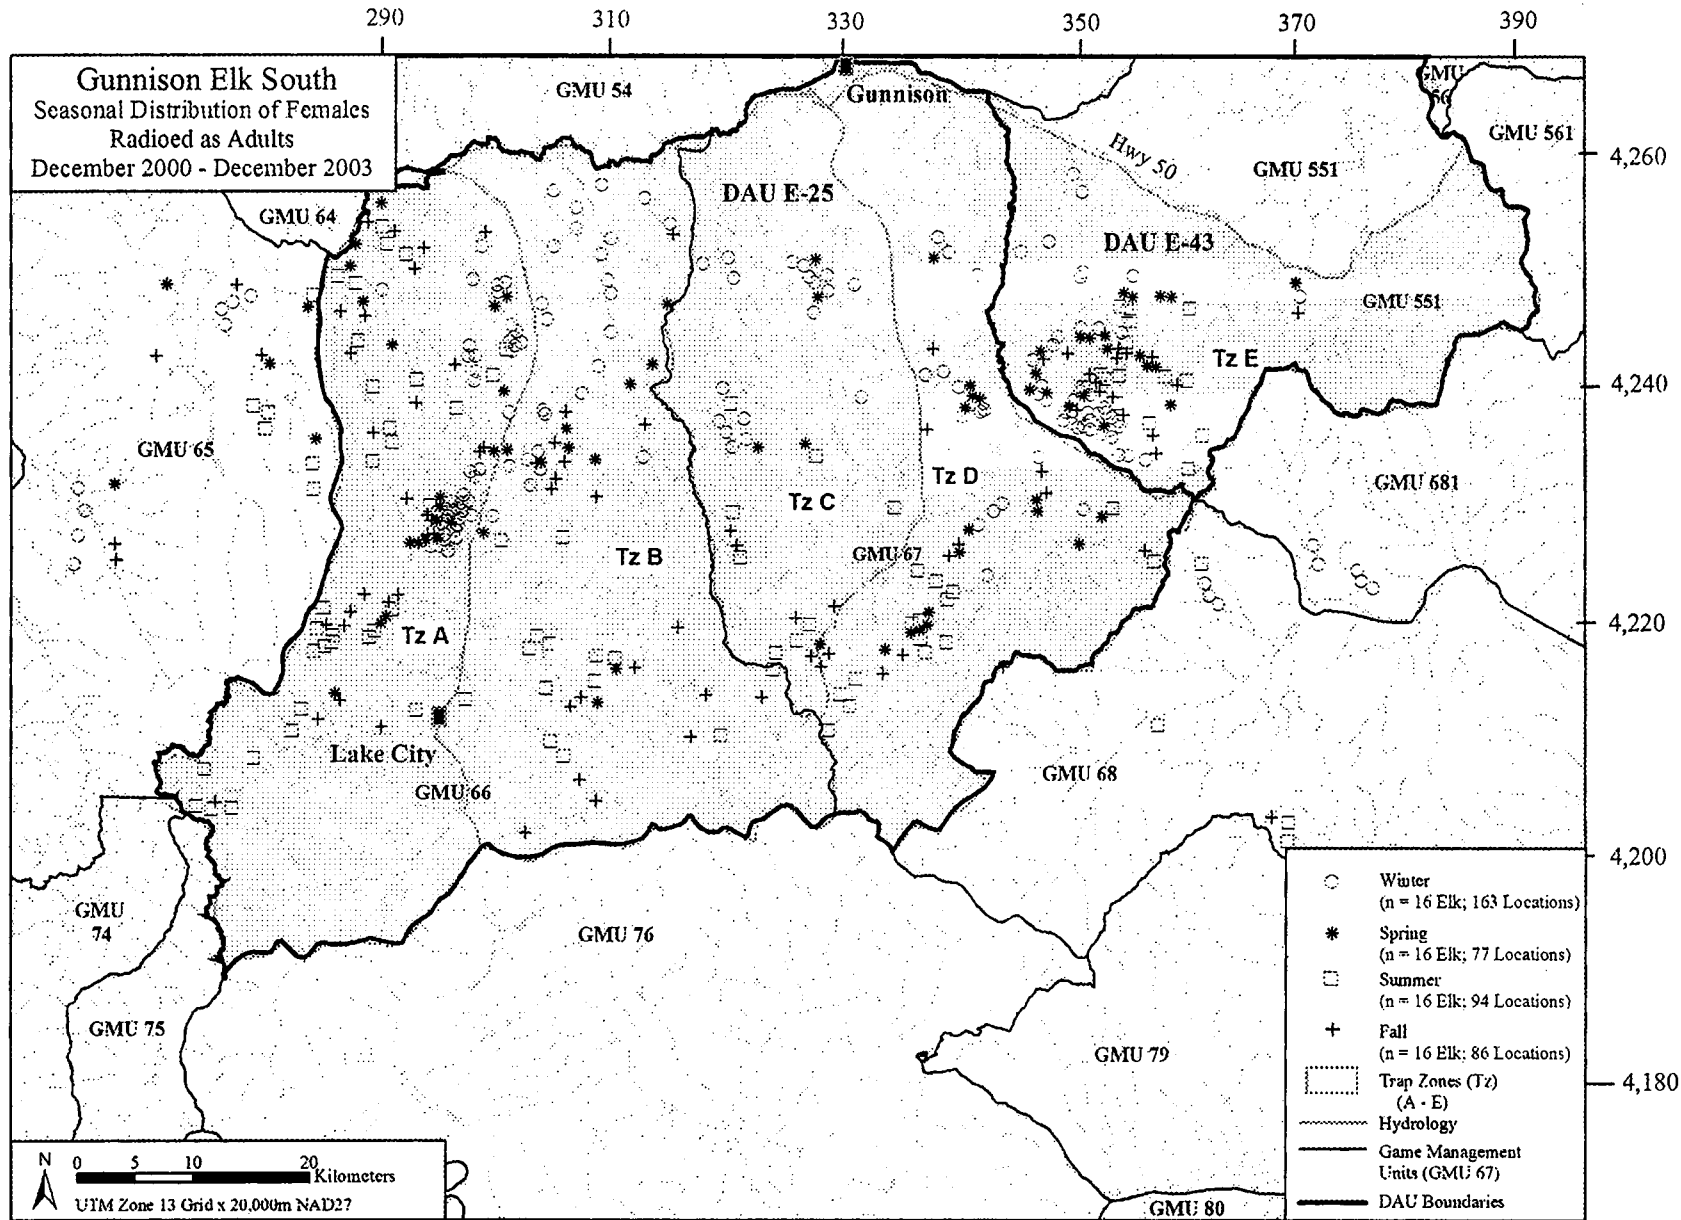 290 310 330 350 370 390
Gunnison Elk South
Seasonal Distribution of Females
Radioed as Adults
December 2000 - December 2003
GMU 54
Gunnison
GMU
56
GMU 561
4,260
Hwy 50
GMU 551
DAU E-25
GMU 64
DAU E-43
GMU 551
Tz E
4,240
GMU 65
GMU 681
Tz C
Tz D
Tz B
GMU 67
4,220
Tz A
Lake City
GMU 66
GMU 68
4,200
GMU
74
GMU 76
GMU 75
GMU 79
4,180
GMU 80
Winter
(n = 16 Elk; 163 Locations)
Spring
(n = 16 Elk; 77 Locations)
Summer
(n = 16 Elk; 94 Locations)
Fall
(n = 16 Elk; 86 Locations)
Trap Zones (Tz)
(A - E)
Hydrology
Game Management
Units (GMU 67)
DAU Boundaries
N
0 5 10 20
Kilometers
UTM Zone 13 Grid x 20,000m NAD27